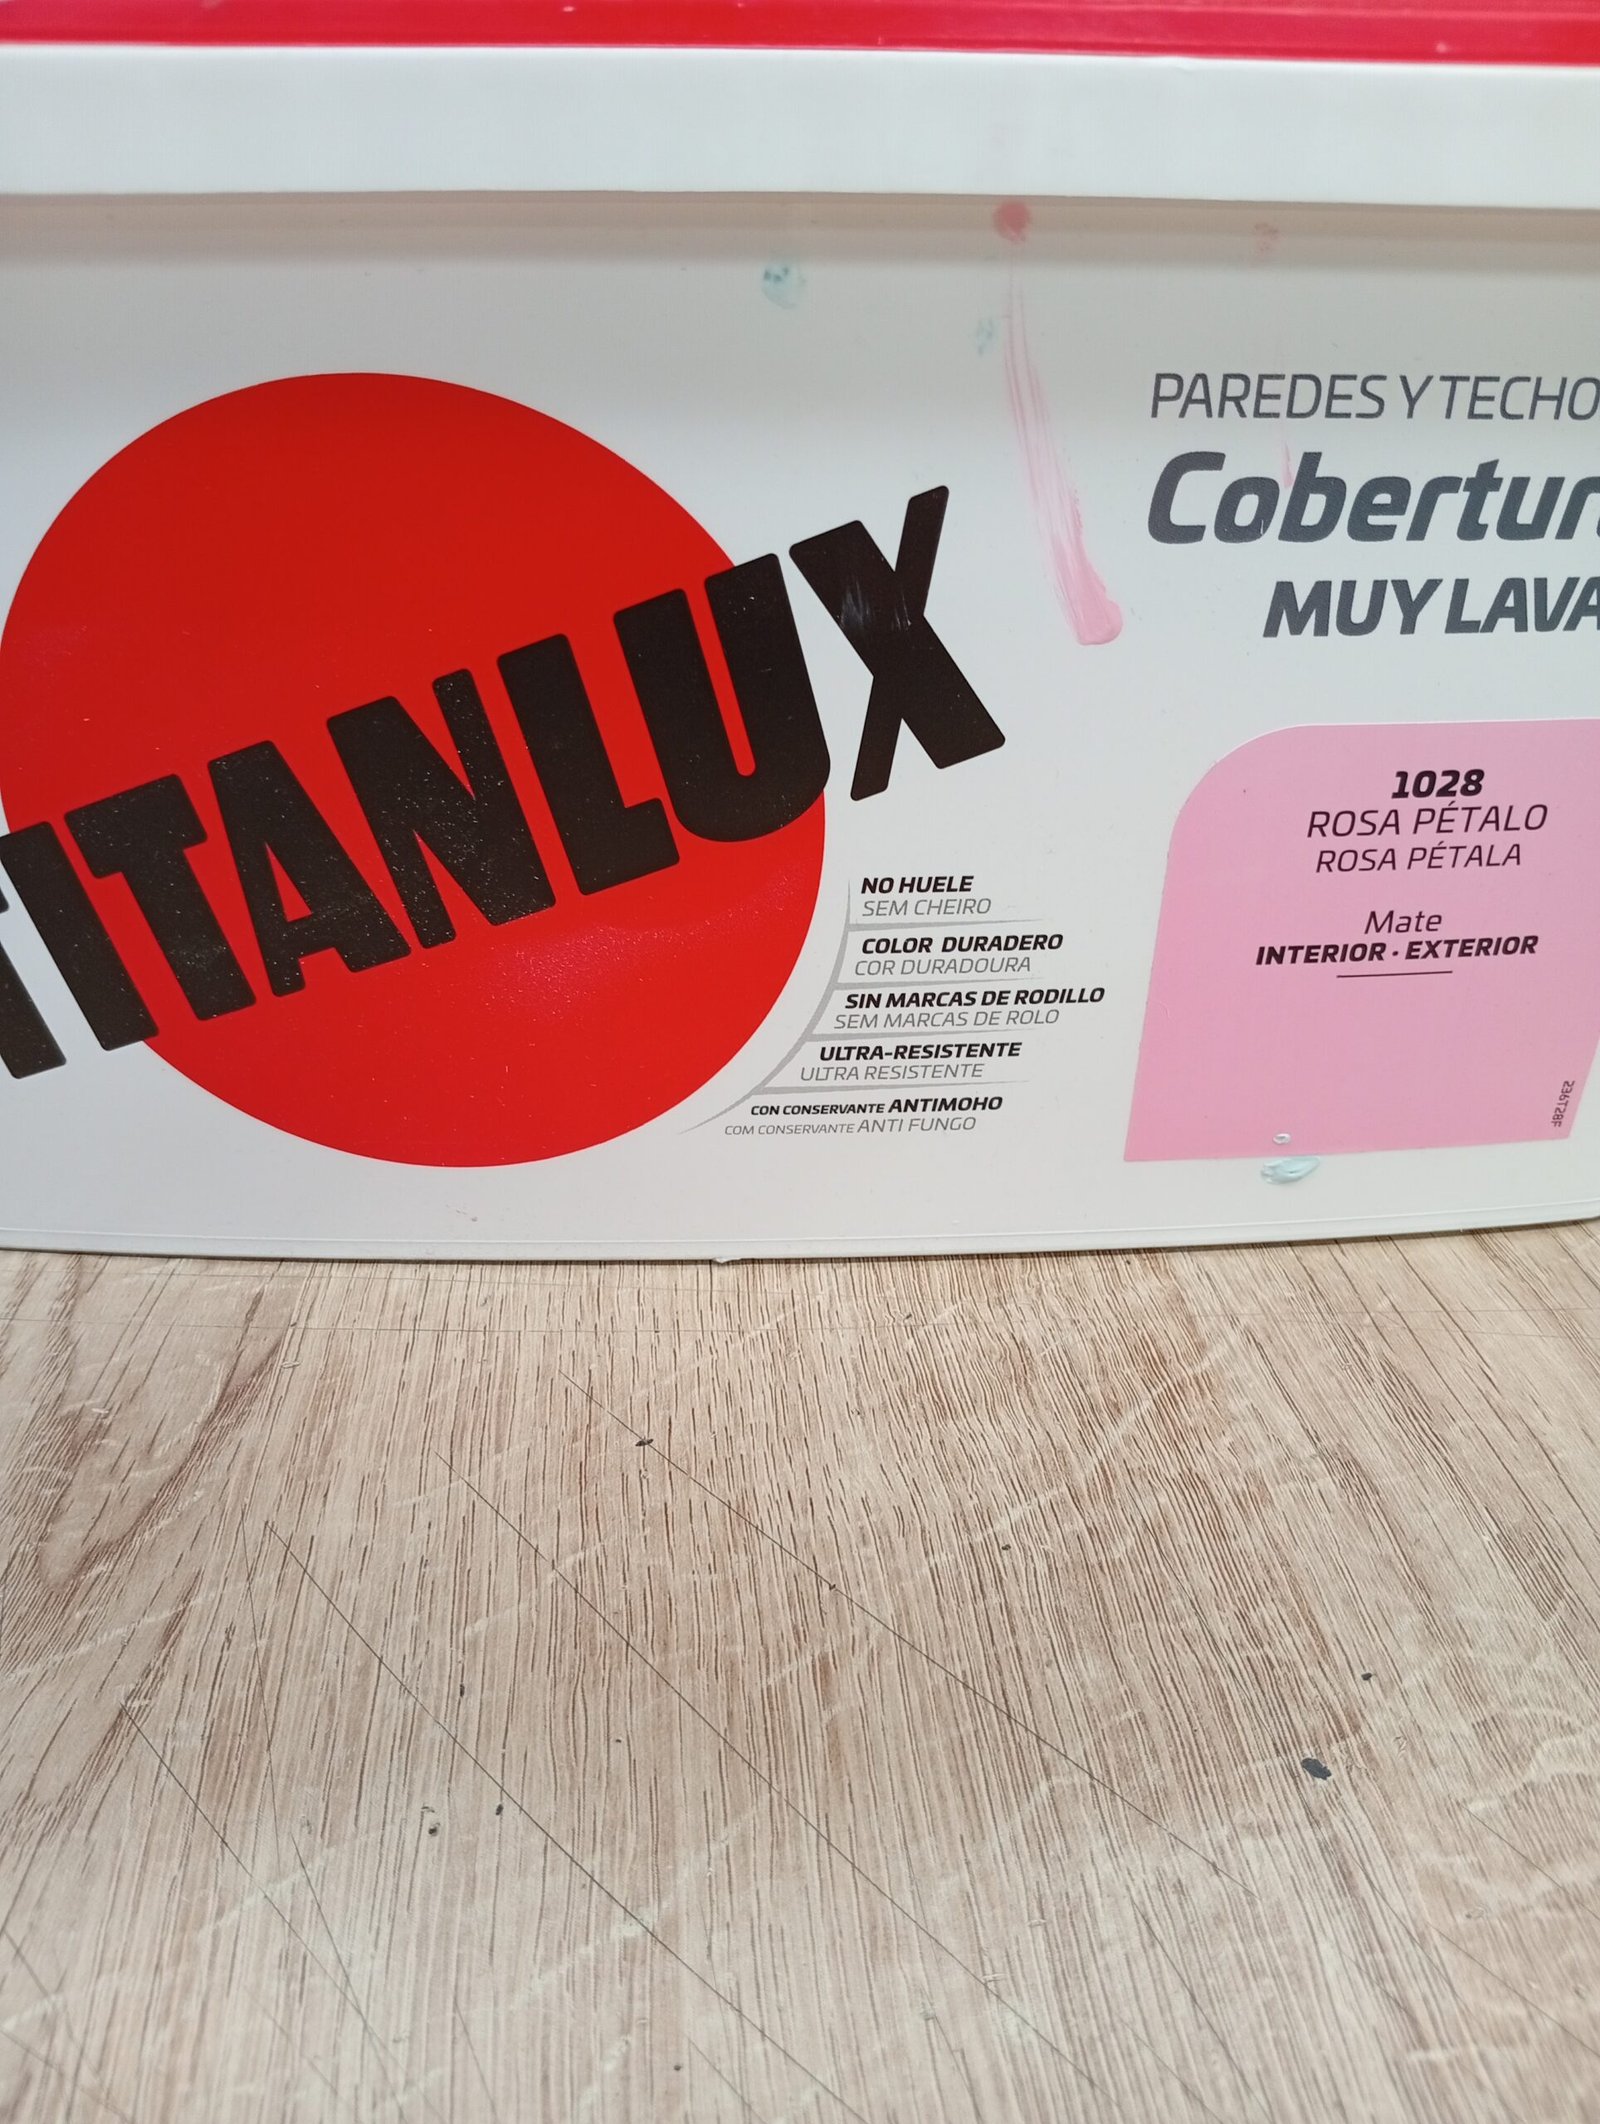 TITANLUX
PAREDES Y TECHO
Cobertur
MUY LAVA
NO HUELE
SEM CHEIRO
COLOR DURADERO
COR DURADOURA
SIN MARCAS DE RODILLO
SEM MARCAS DE ROLO
ULTRA-RESISTENTE
ULTRA RESISTENTE
CON CONSERVANTE ANTIMOHO
COM CONSERVANTE ANTI FUNGO
1028
ROSA PÉTALO
ROSA PÉTALA
Mate
INTERIOR · EXTERIOR